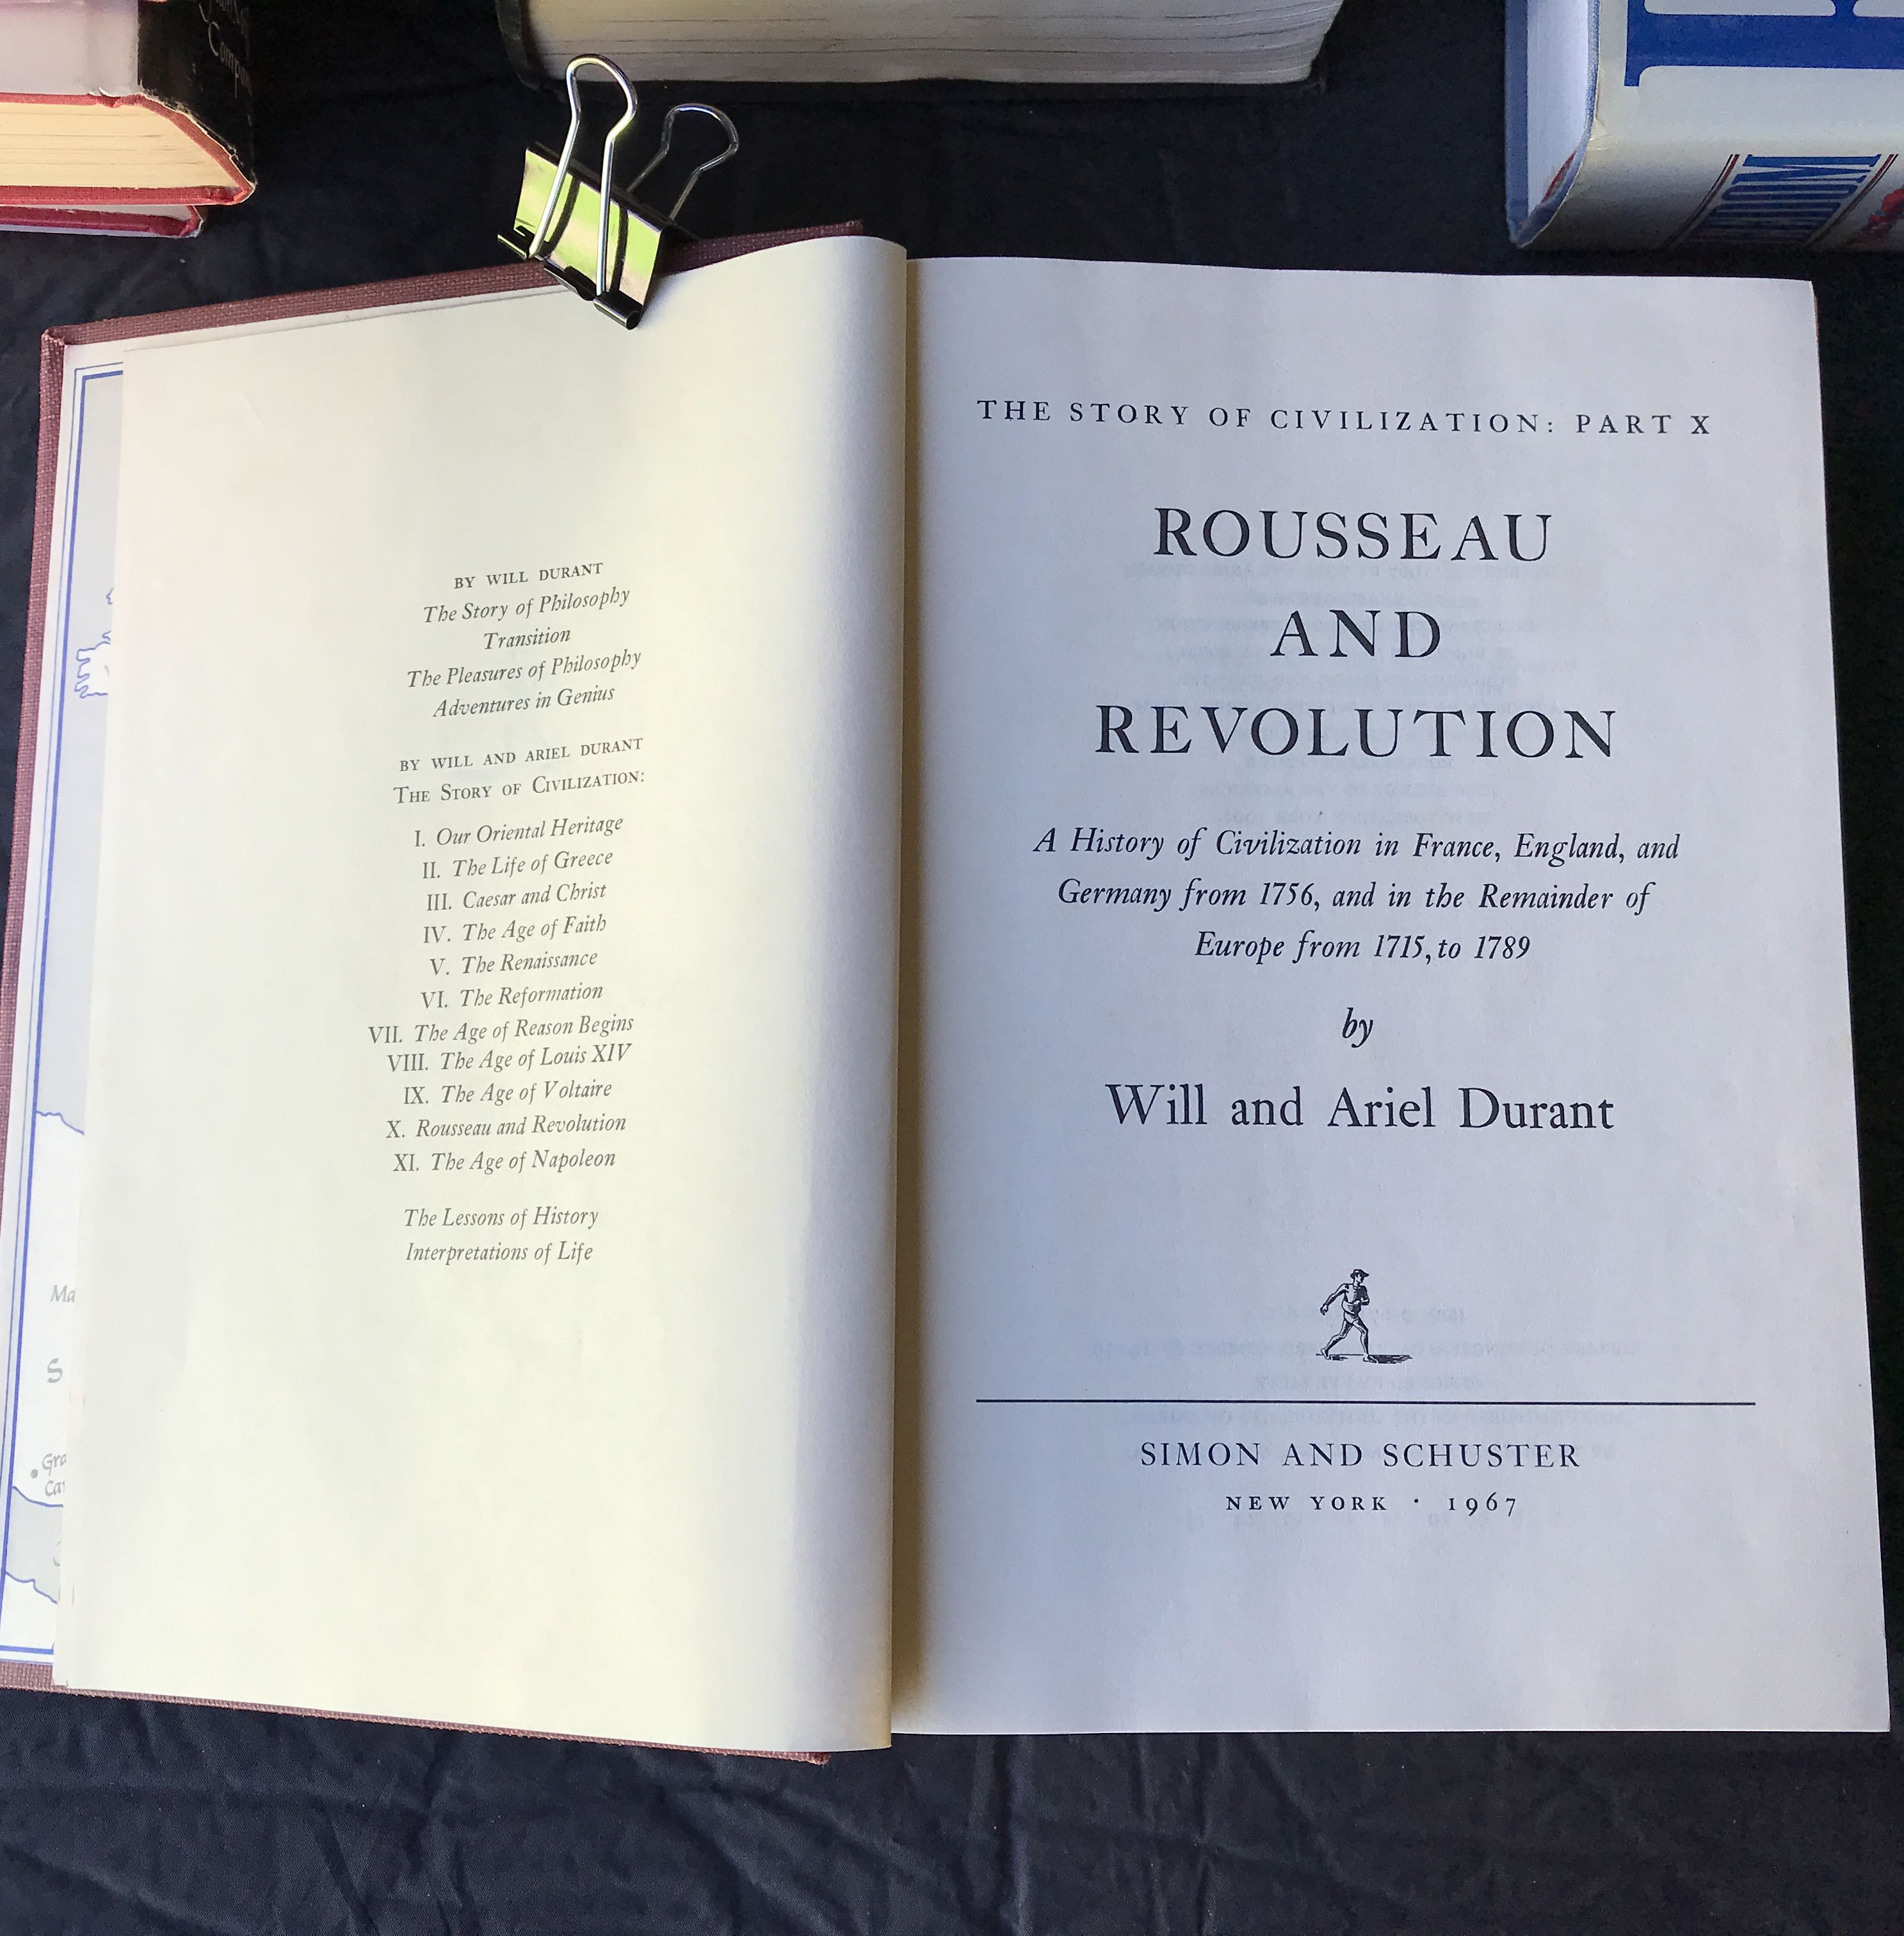 BY WILL DURANT
The Story of Philosophy
Transition
The Pleasures of Philosophy
Adventures in Genius
BY WILL AND ARIEL DURANT
THE STORY OF CIVILIZATION:
I. Our Oriental Heritage
II. The Life of Greece
III. Caesar and Christ
IV. The Age of Faith
V. The Renaissance
VI. The Reformation
VII. The Age of Reason Begins
VIII. The Age of Louis XIV
IX. The Age of Voltaire
X. Rousseau and Revolution
XI. The Age of Napoleon
The Lessons of History
Interpretations of Life
Ma
S
Gra
Ca
THE STORY OF CIVILIZATION: PART X
ROUSSEAU
AND
REVOLUTION
A History of Civilization in France, England, and
Germany from 1756, and in the Remainder of
Europe from 1715, to 1789
by
Will and Ariel Durant
SIMON AND SCHUSTER
NEW YORK · 1967